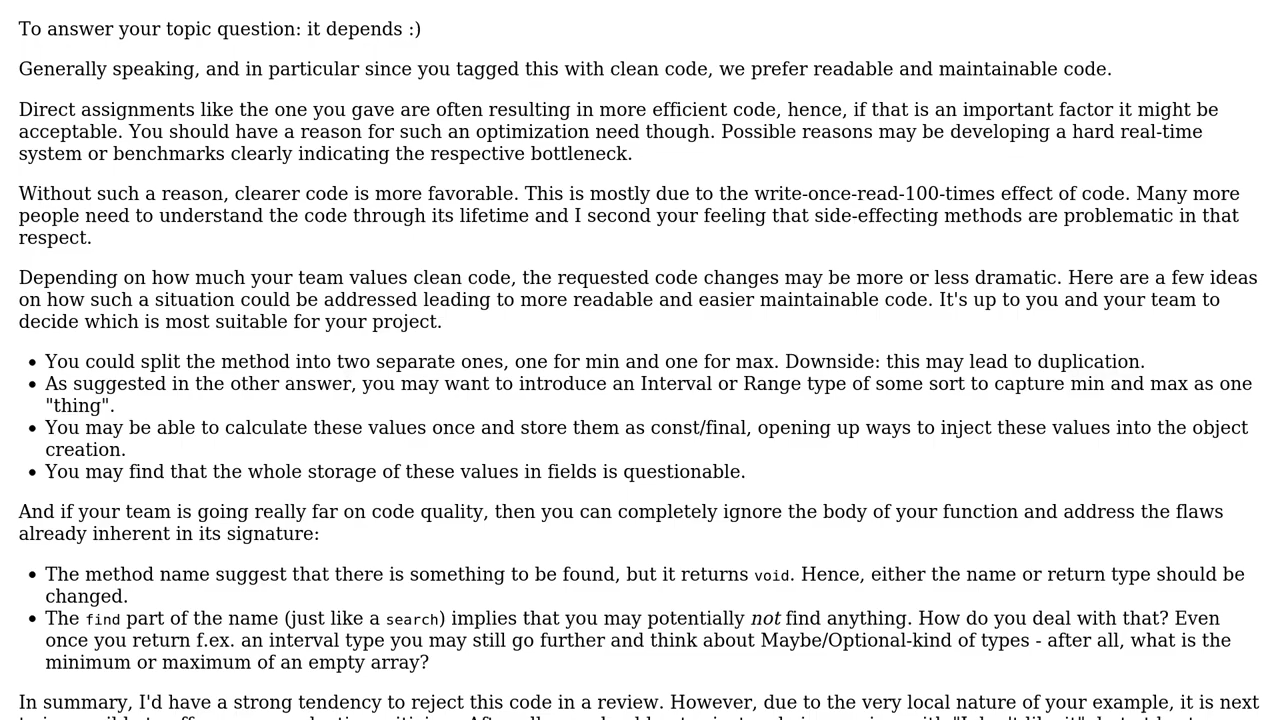 To answer your topic question: it depends :)
Generally speaking, and in particular since you tagged this with clean code, we prefer readable and maintainable code.
Direct assignments like the one you gave are often resulting in more efficient code, hence, if that is an important factor it might be
acceptable. You should have a reason for such an optimization need though. Possible reasons may be developing a hard real-time
system or benchmarks clearly indicating the respective bottleneck.
Without such a reason, clearer code is more favorable. This is mostly due to the write-once-read-100-times effect of code. Many more
people need to understand the code through its lifetime and I second your feeling that side-effecting methods are problematic in that
respect.
Depending on how much your team values clean code, the requested code changes may be more or less dramatic. Here are a few ideas
on how such a situation could be addressed leading to more readable and easier maintainable code. It's up to you and your team to
decide which is most suitable for your project.
• You could split the method into two separate ones, one for min and one for max. Downside: this may lead to duplication.
• As suggested in the other answer, you may want to introduce an Interval or Range type of some sort to capture min and max as one
"thing".
• You may be able to calculate these values once and store them as const/final, opening up ways to inject these values into the object
creation.
• You may find that the whole storage of these values in fields is questionable.
And if your team is going really far on code quality, then you can completely ignore the body of your function and address the flaws
already inherent in its signature:
• The method name suggest that there is something to be found, but it returns void. Hence, either the name or return type should be
changed.
• The find part of the name (just like a search) implies that you may potentially not find anything. How do you deal with that? Even
once you return f.ex. an interval type you may still go further and think about Maybe/Optional-kind of types - after all, what is the
minimum or maximum of an empty array?
In summary, I'd have a strong tendency to reject this code in a review. However, due to the very local nature of your example, it is next